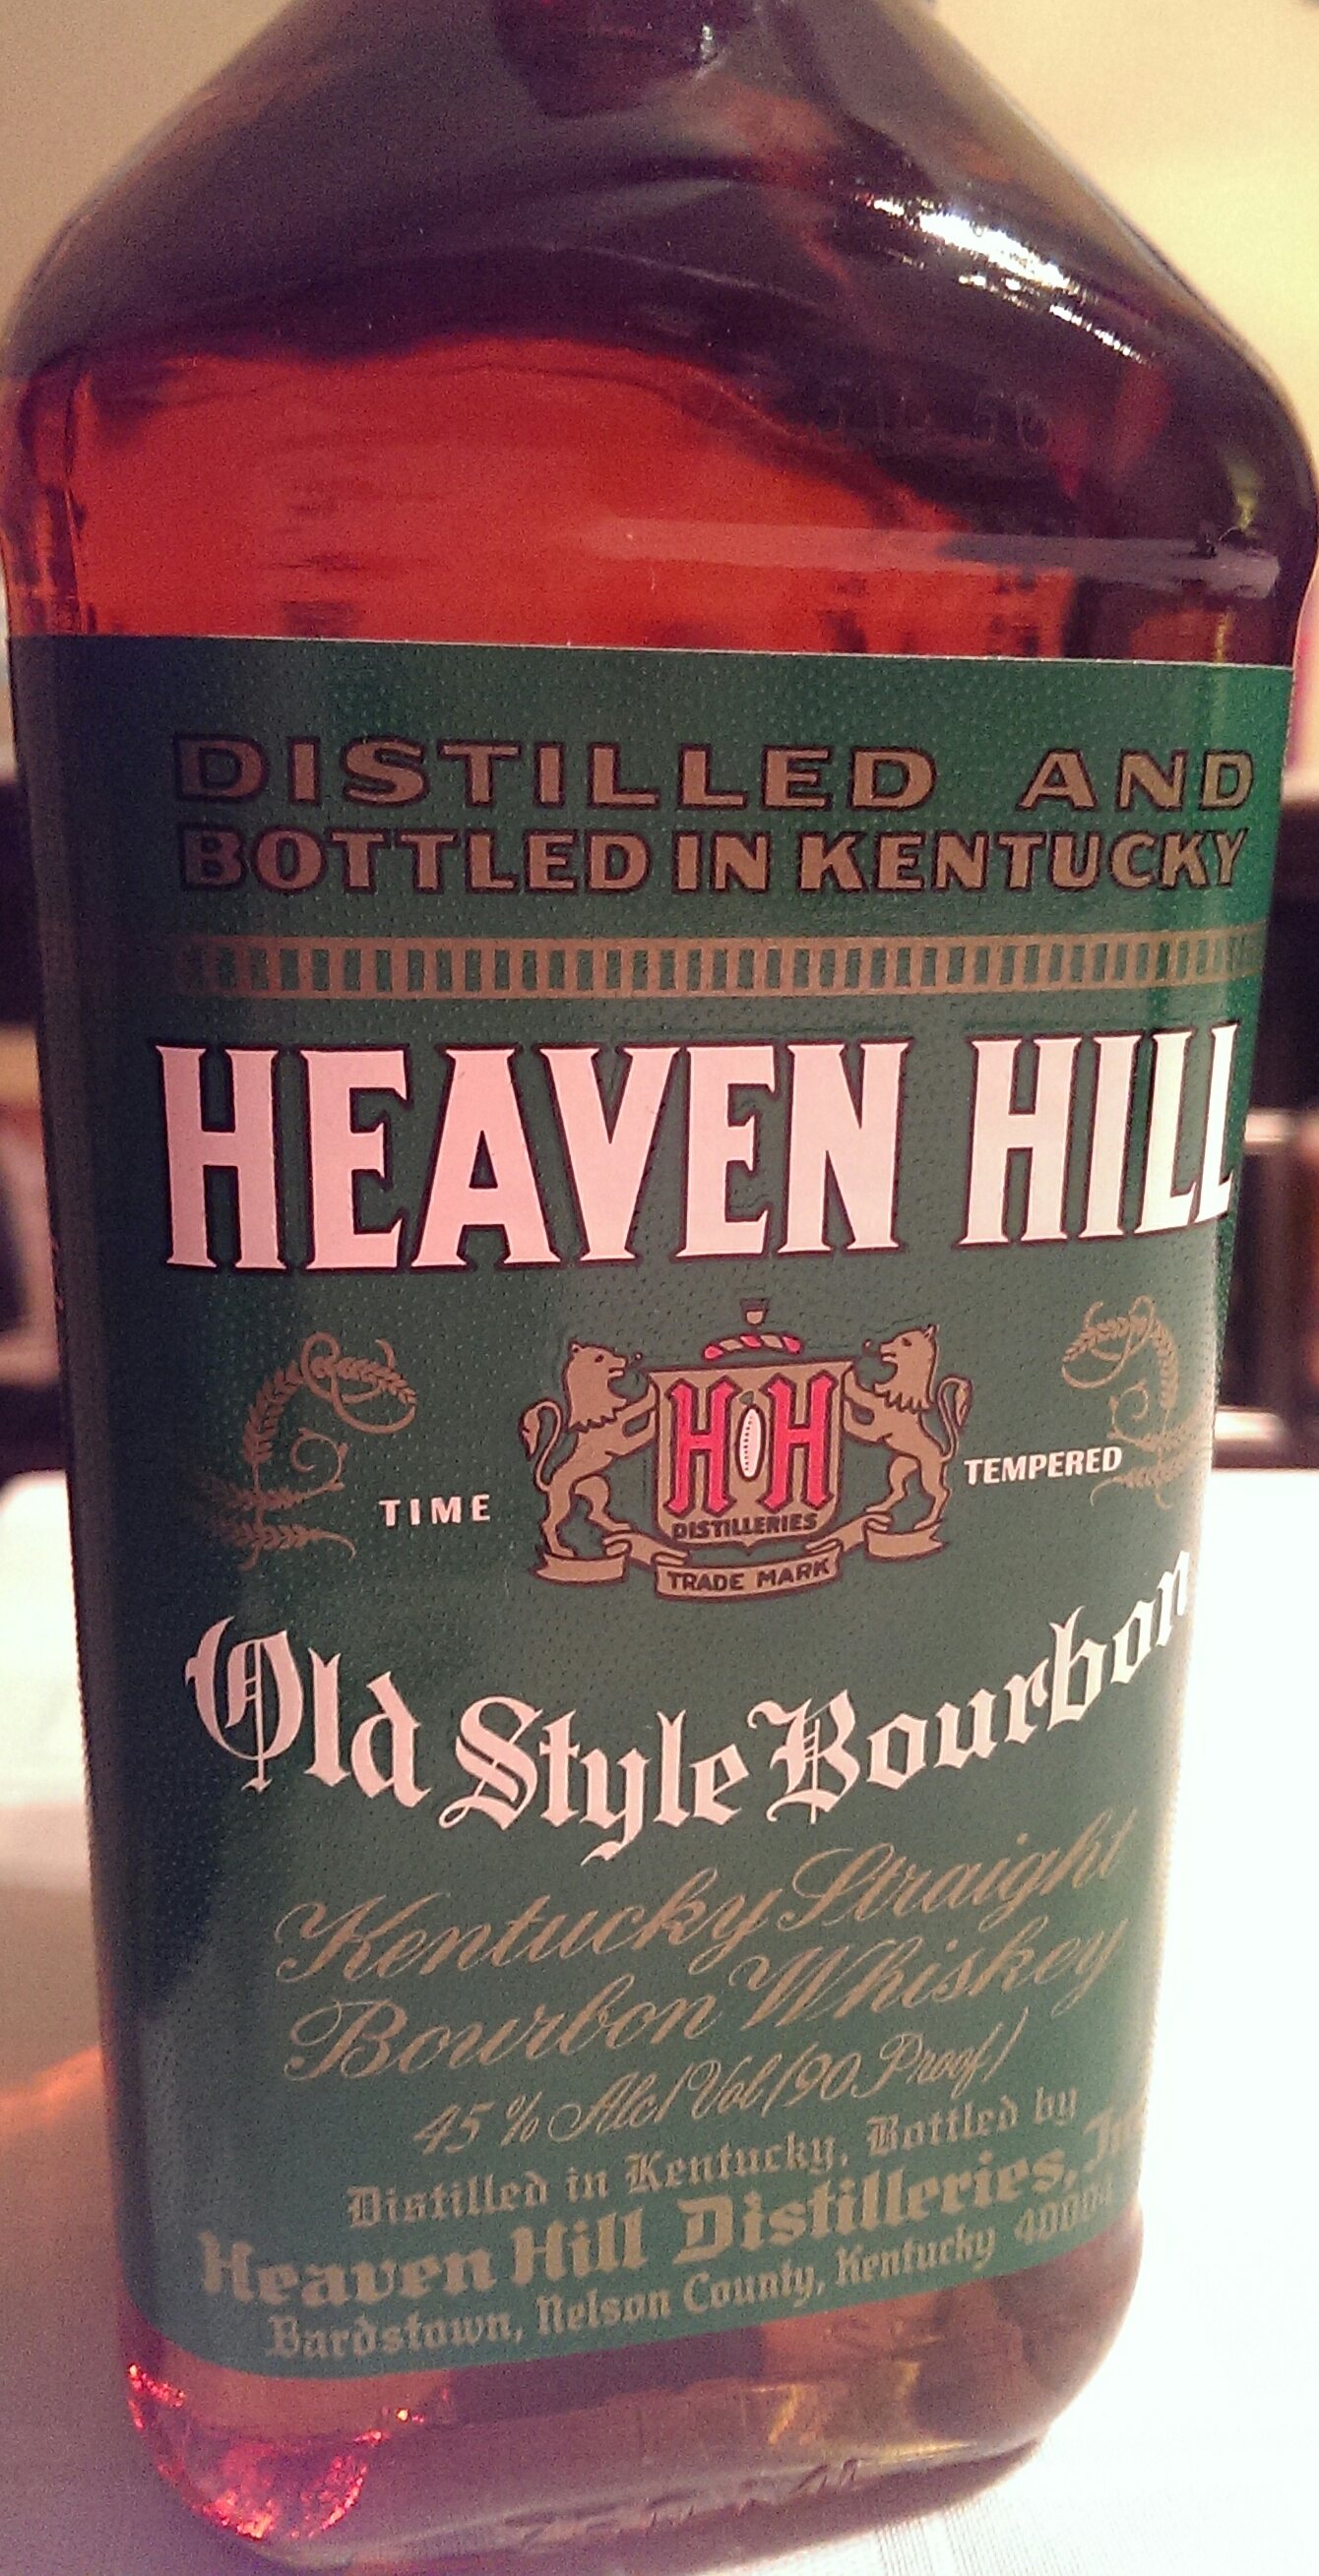 DISTILLED AND
BOTTLED IN KENTUCKY
HEAVEN HILL
H H
DISTILLERIES
TRADE MARK
TIME TEMPERED
Old Style Bourbon
Kentucky Straight
Bourbon Whiskey
45% Alc/Vol (90 Proof)
Distilled in Kentucky, Bottled by
Heaven Hill Distilleries,
Bardstown, Nelson County, Kentucky 40004